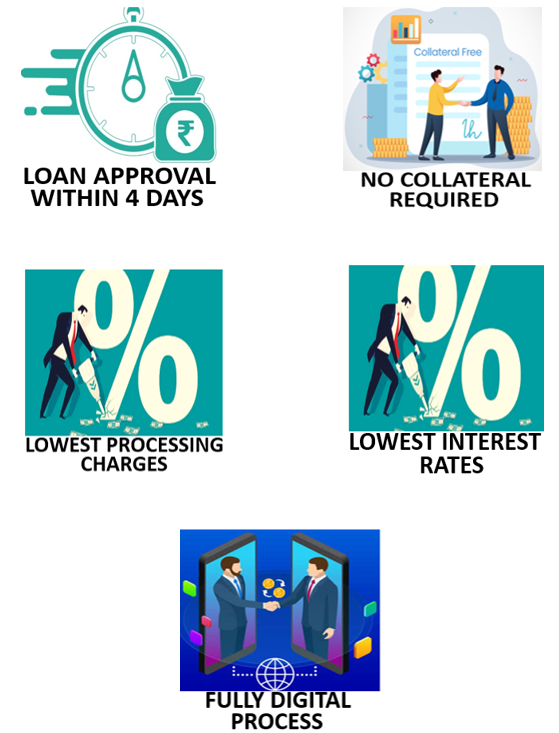 ₹
LOAN APPROVAL
WITHIN 4 DAYS
Collateral Free
NO COLLATERAL
REQUIRED
%
LOWEST PROCESSING
CHARGES
%
LOWEST INTEREST
RATES
FULLY DIGITAL
PROCESS